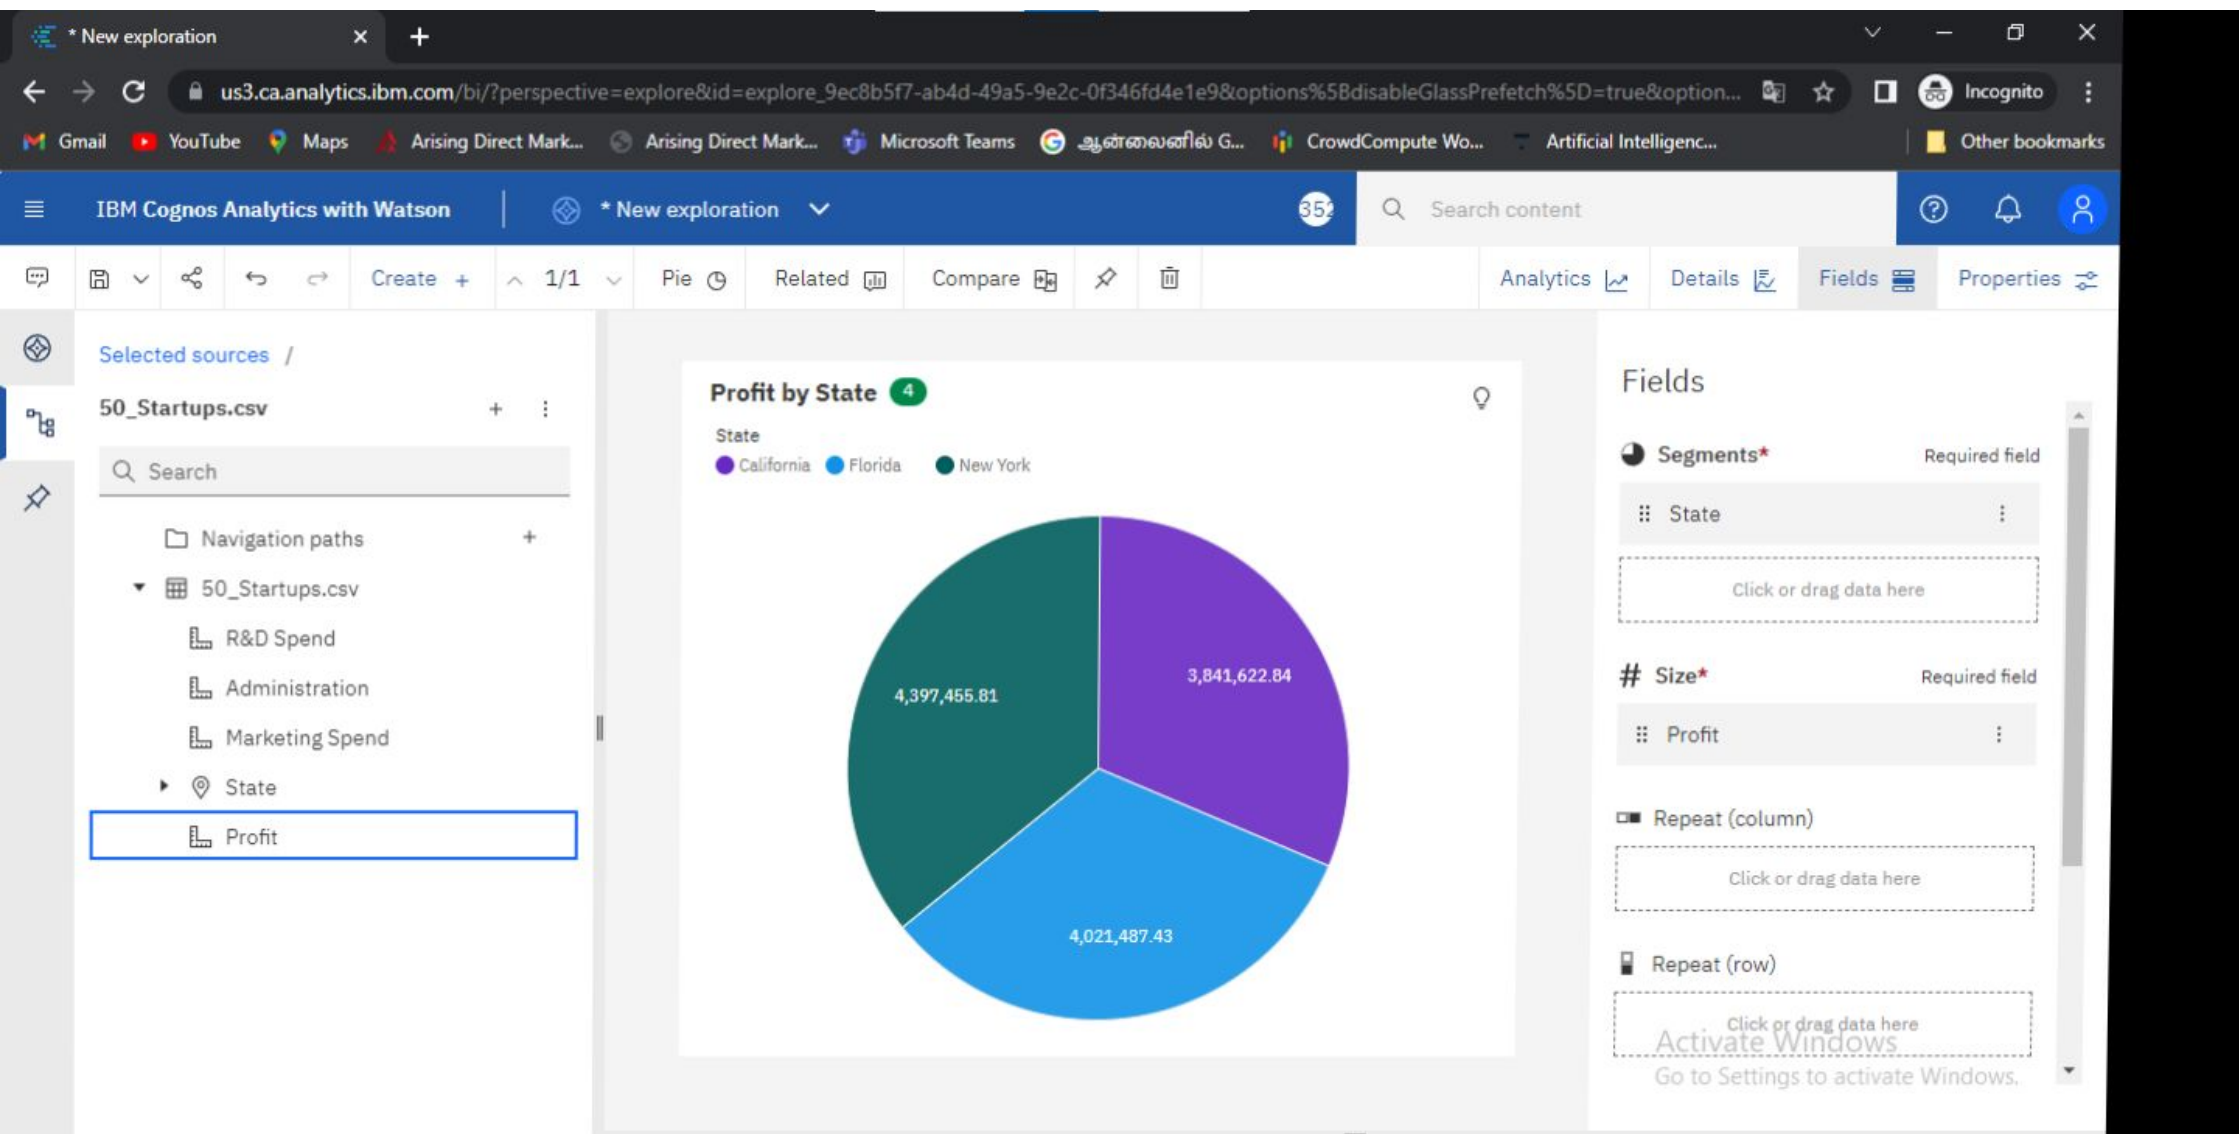 * New exploration
us3.ca.analytics.ibm.com/bi/?perspective=explore&id=explore_9ec8b5f7-ab4d-49a5-9e2c-0f346fd4e1e9&options%5BdisableGlassPrefetch%5D=true&option... Incognito
Gmail YouTube Maps Arising Direct Mark... Arising Direct Mark... Microsoft Teams ஆன்லைனில் G... CrowdCompute Wo... Artificial Intelligenc... Other bookmarks
IBM Cognos Analytics with Watson * New exploration 352 Search content
Create + 1/1 Pie Related Compare Analytics Details Fields Properties
Selected sources /
50_Startups.csv
Search
Navigation paths
50_Startups.csv
R&D Spend
Administration
Marketing Spend
State
Profit
Profit by State 4
State
California Florida New York
3,841,622.84
4,397,455.81
4,021,487.43
Fields
Segments* Required field
State
Click or drag data here
# Size* Required field
Profit
Repeat (column)
Click or drag data here
Repeat (row)
Click or drag data here
Activate Windows
Go to Settings to activate Windows.